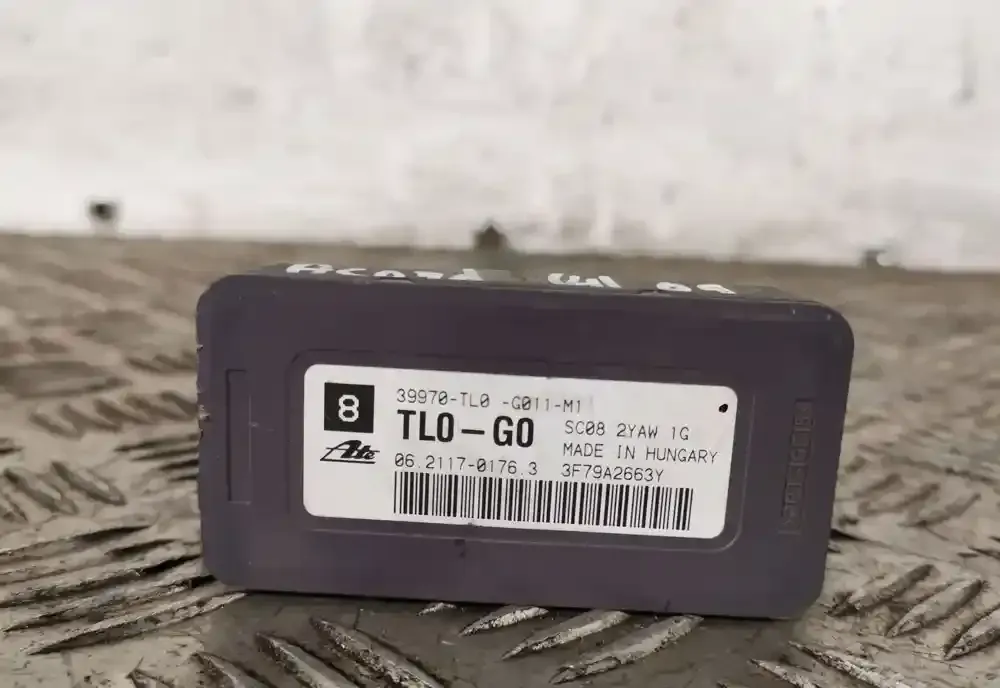 8
39970-TL0 -G011-M1
TL0-G0
SC08 2YAW 1G
MADE IN HUNGARY
Ate
06.2117-0176.3
3F79A2663Y